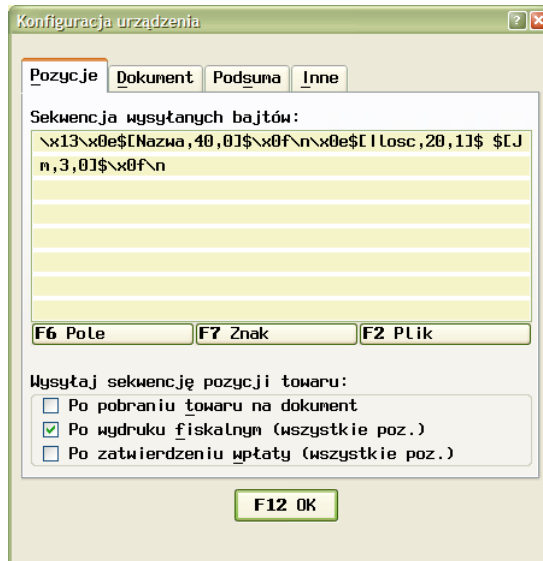 Konfiguracja urządzenia
Pozycje Dokument Podsuma Inne
Sekwencja wysyłanych bajtów:
\x13\x0e$[Nazwa,40,0]$\x0f\n\x0e$[Ilosc,20,1]$ $[J
m,3,0]$\x0f\n
F6 Pole F7 Znak F2 Plik
Wysyłaj sekwencję pozycji towaru:
Po pobraniu towaru na dokument
Po wydruku fiskalnym (wszystkie poz.)
Po zatwierdzeniu wpłaty (wszystkie poz.)
F12 OK